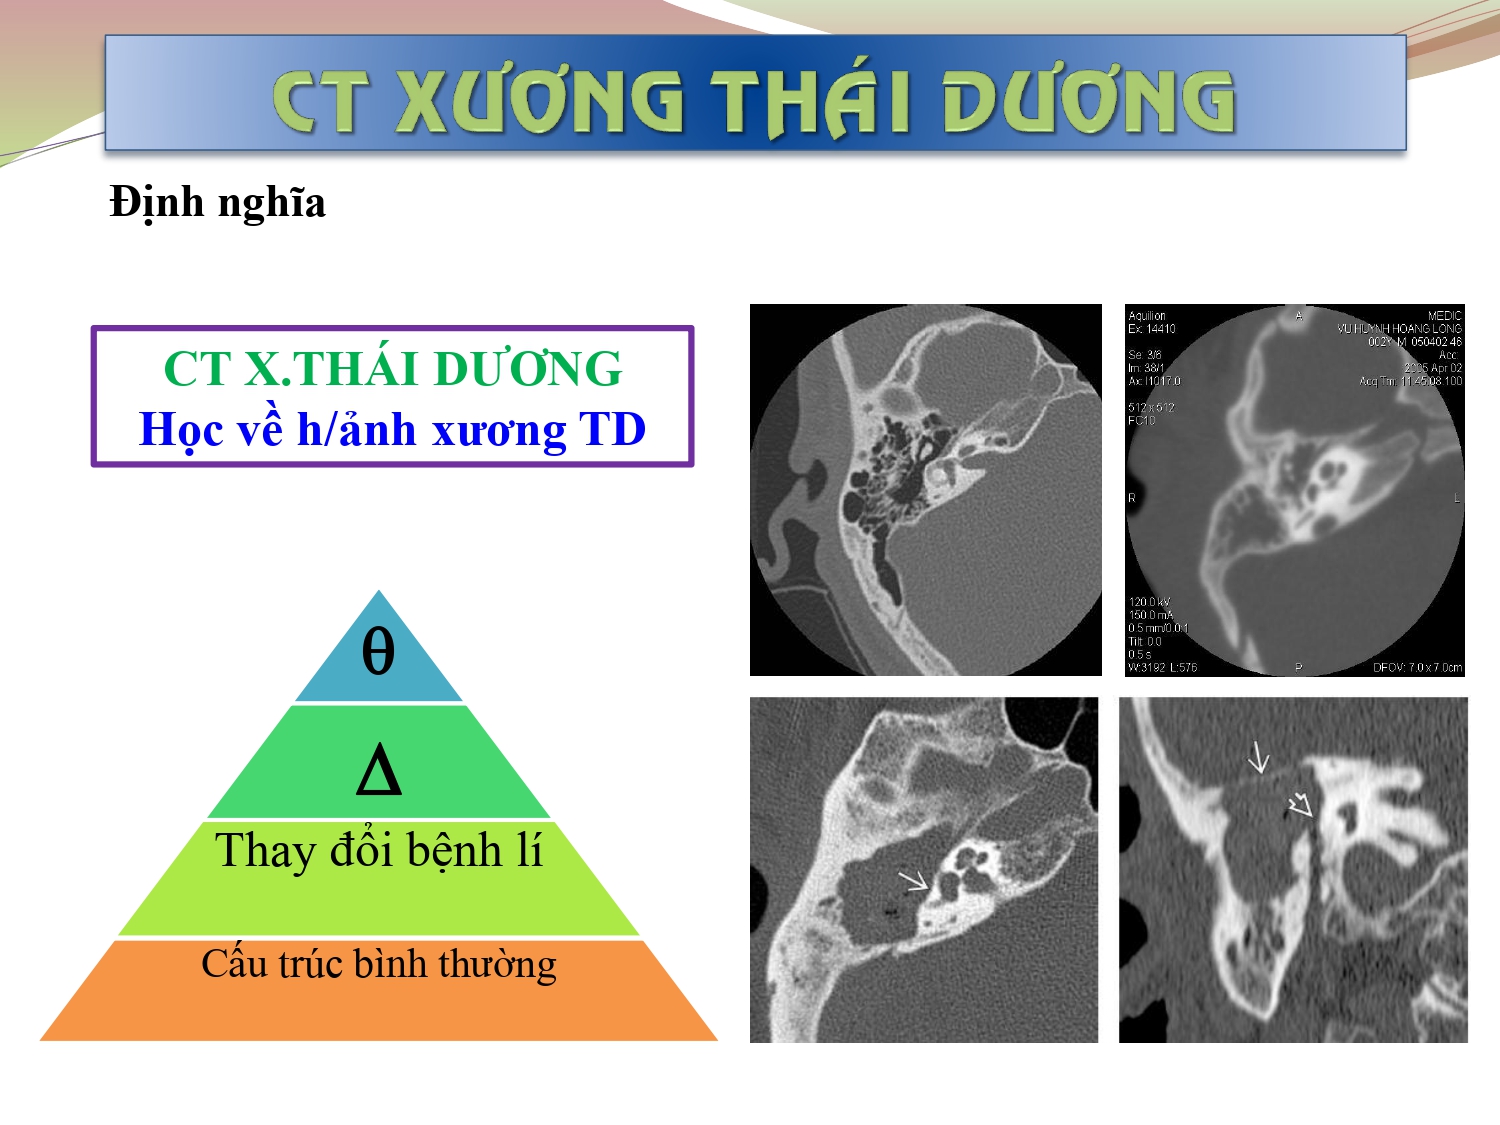 CT XƯƠNG THÁI DƯƠNG
Định nghĩa
CT X.THÁI DƯƠNG
Học về h/ảnh xương TD
θ
Δ
Thay đổi bệnh lí
Cấu trúc bình thường
Aquilion
Ex: 14410
Se: 3/6
Im: 38/1
Ax: I1017.0
512 x 512
FC10
A
MEDIC
VU HUYNH HOANG LONG
002Y M 050402.46
Acc:
2005 Apr 02
Acq Tm: 11:45:08.100
R
L
120.0 kV
150.0 mA
0.5 mm/0.0:1
Tilt: 0.0
0.5 s
W:3192 L:576
P
DFOV: 7.0 x 7.0cm